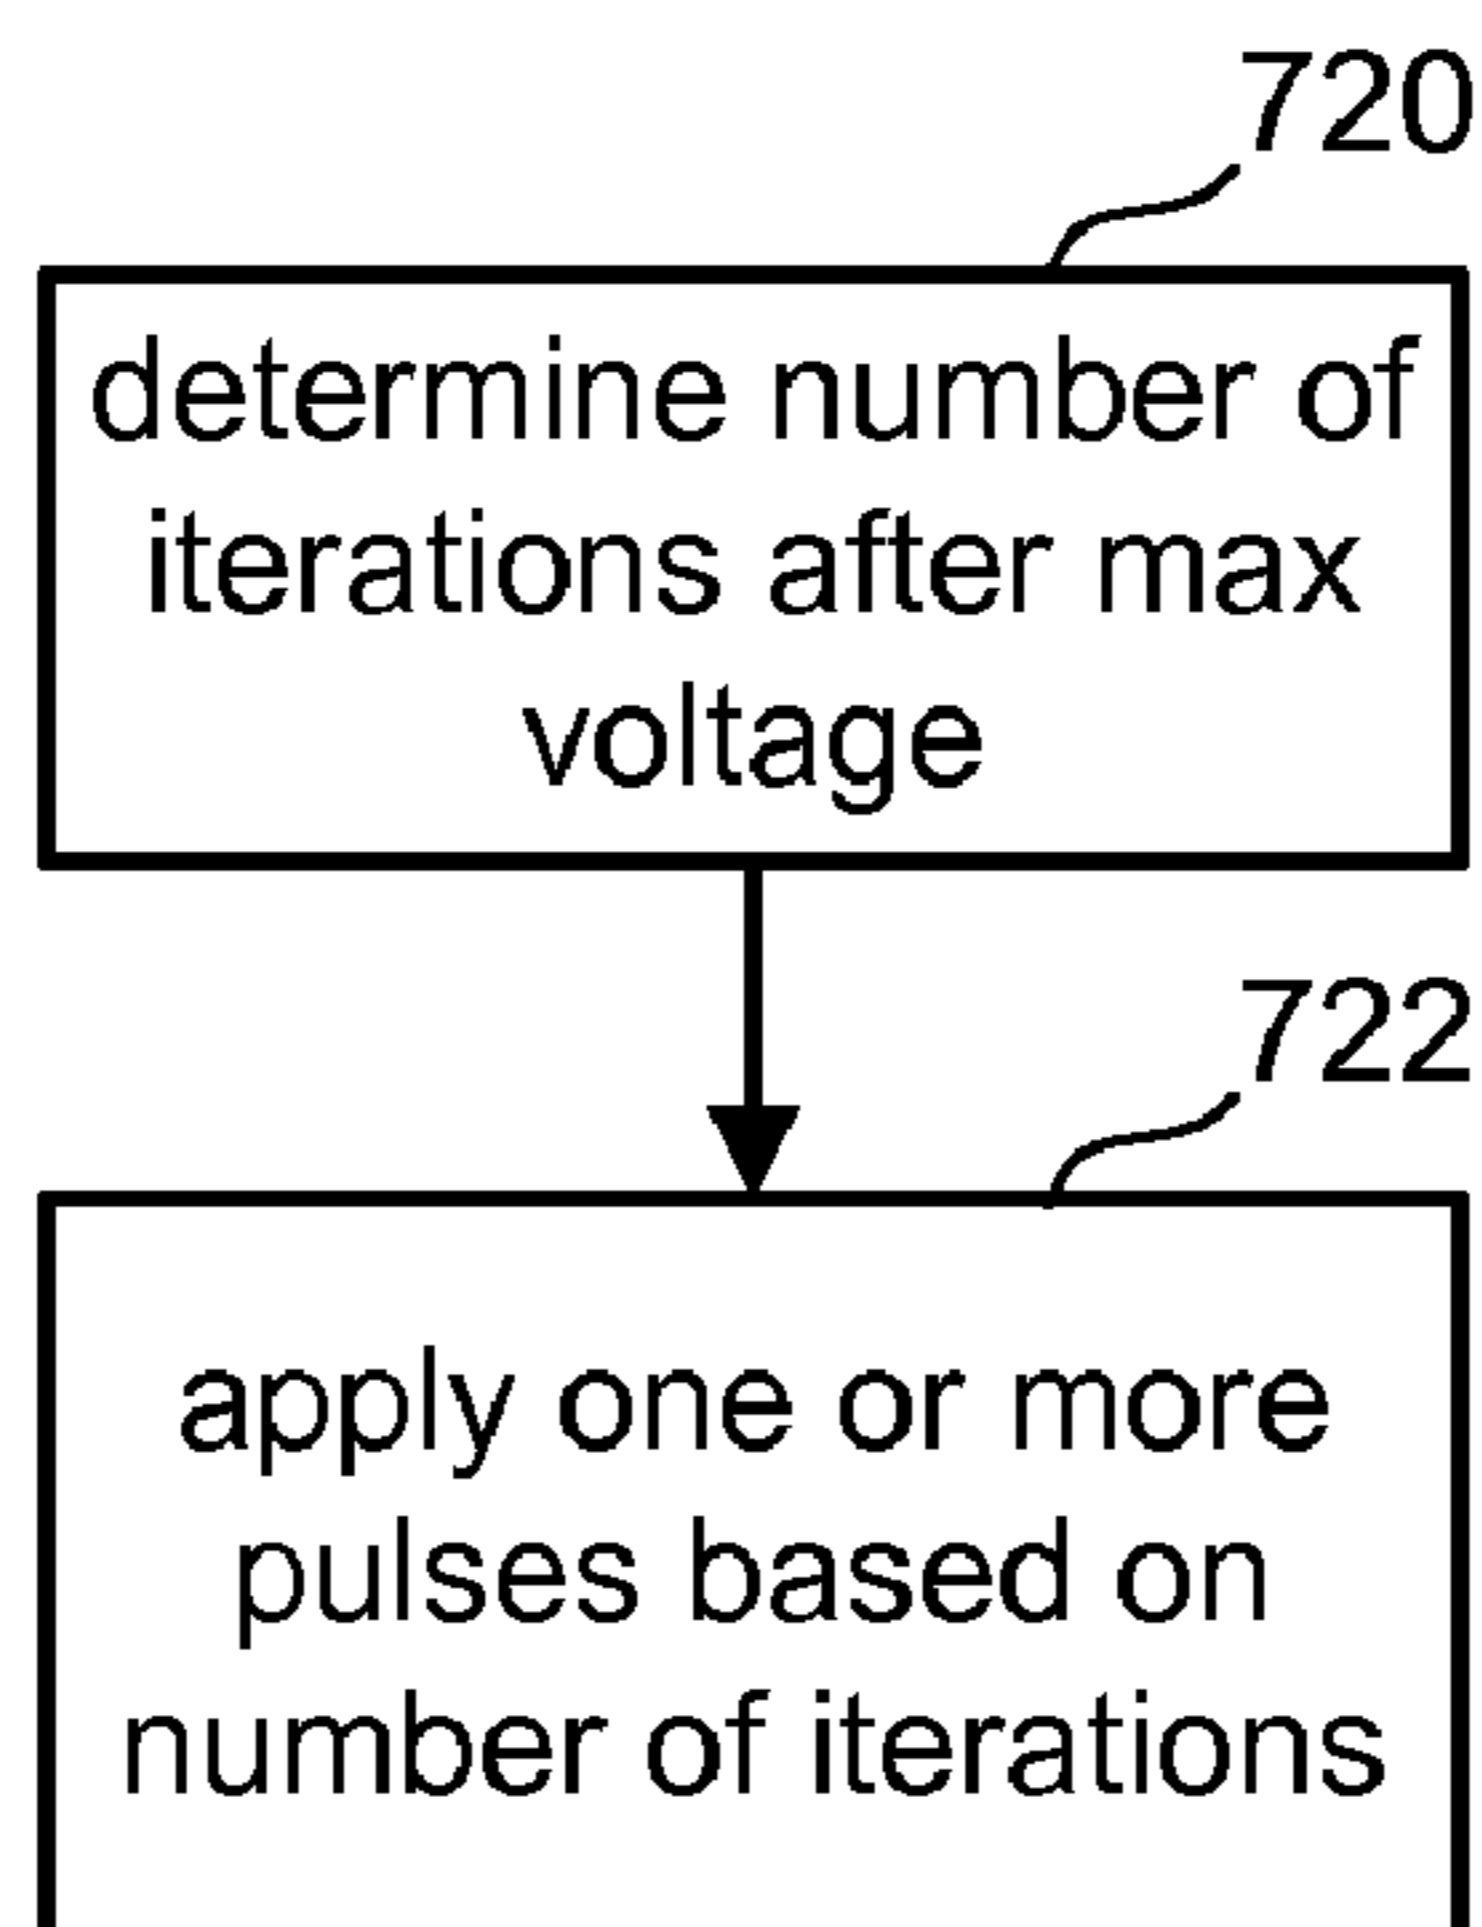 720
determine number of
iterations after max
voltage
722
apply one or more
pulses based on
number of iterations